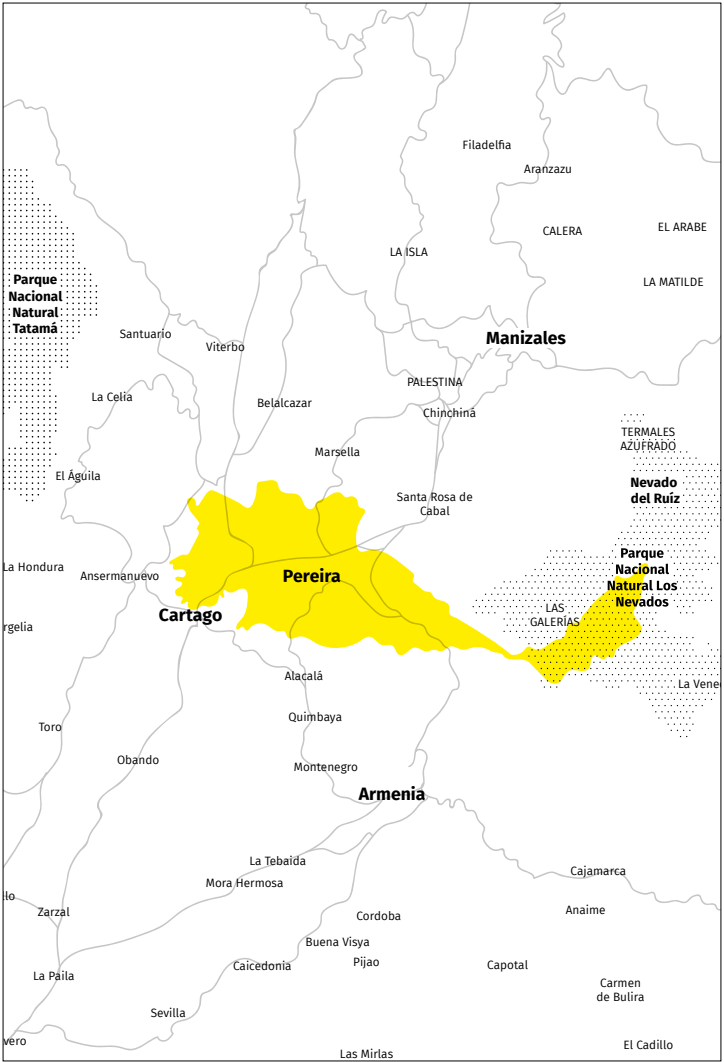 Filadelfia
Aranzazu
EL ARABE
CALERA
LA ISLA
Parque
Nacional
Natural
Tatamá
LA MATILDE
Santuario
Viterbo
Manizales
PALESTINA
La Celia
Belalcazar
Chinchiná
TERMALES
AZUFRADO
Marsella
El Águila
Nevado
del Ruíz
Santa Rosa de
Cabal
La Hondura
Ansermanuevo
Pereira
Parque
Nacional
Natural Los
Nevados
Cartago
LAS
GALERÍAS
rgelia
Alacalá
La Vene
Quimbaya
Toro
Obando
Montenegro
Armenia
La Tebaida
Mora Hermosa
Cajamarca
llo
Zarzal
Cordoba
Anaime
Buena Visya
Pijao
Caicedonia
Capotal
La Paila
Carmen
de Bulira
Sevilla
vero
Las Mirlas
El Cadillo